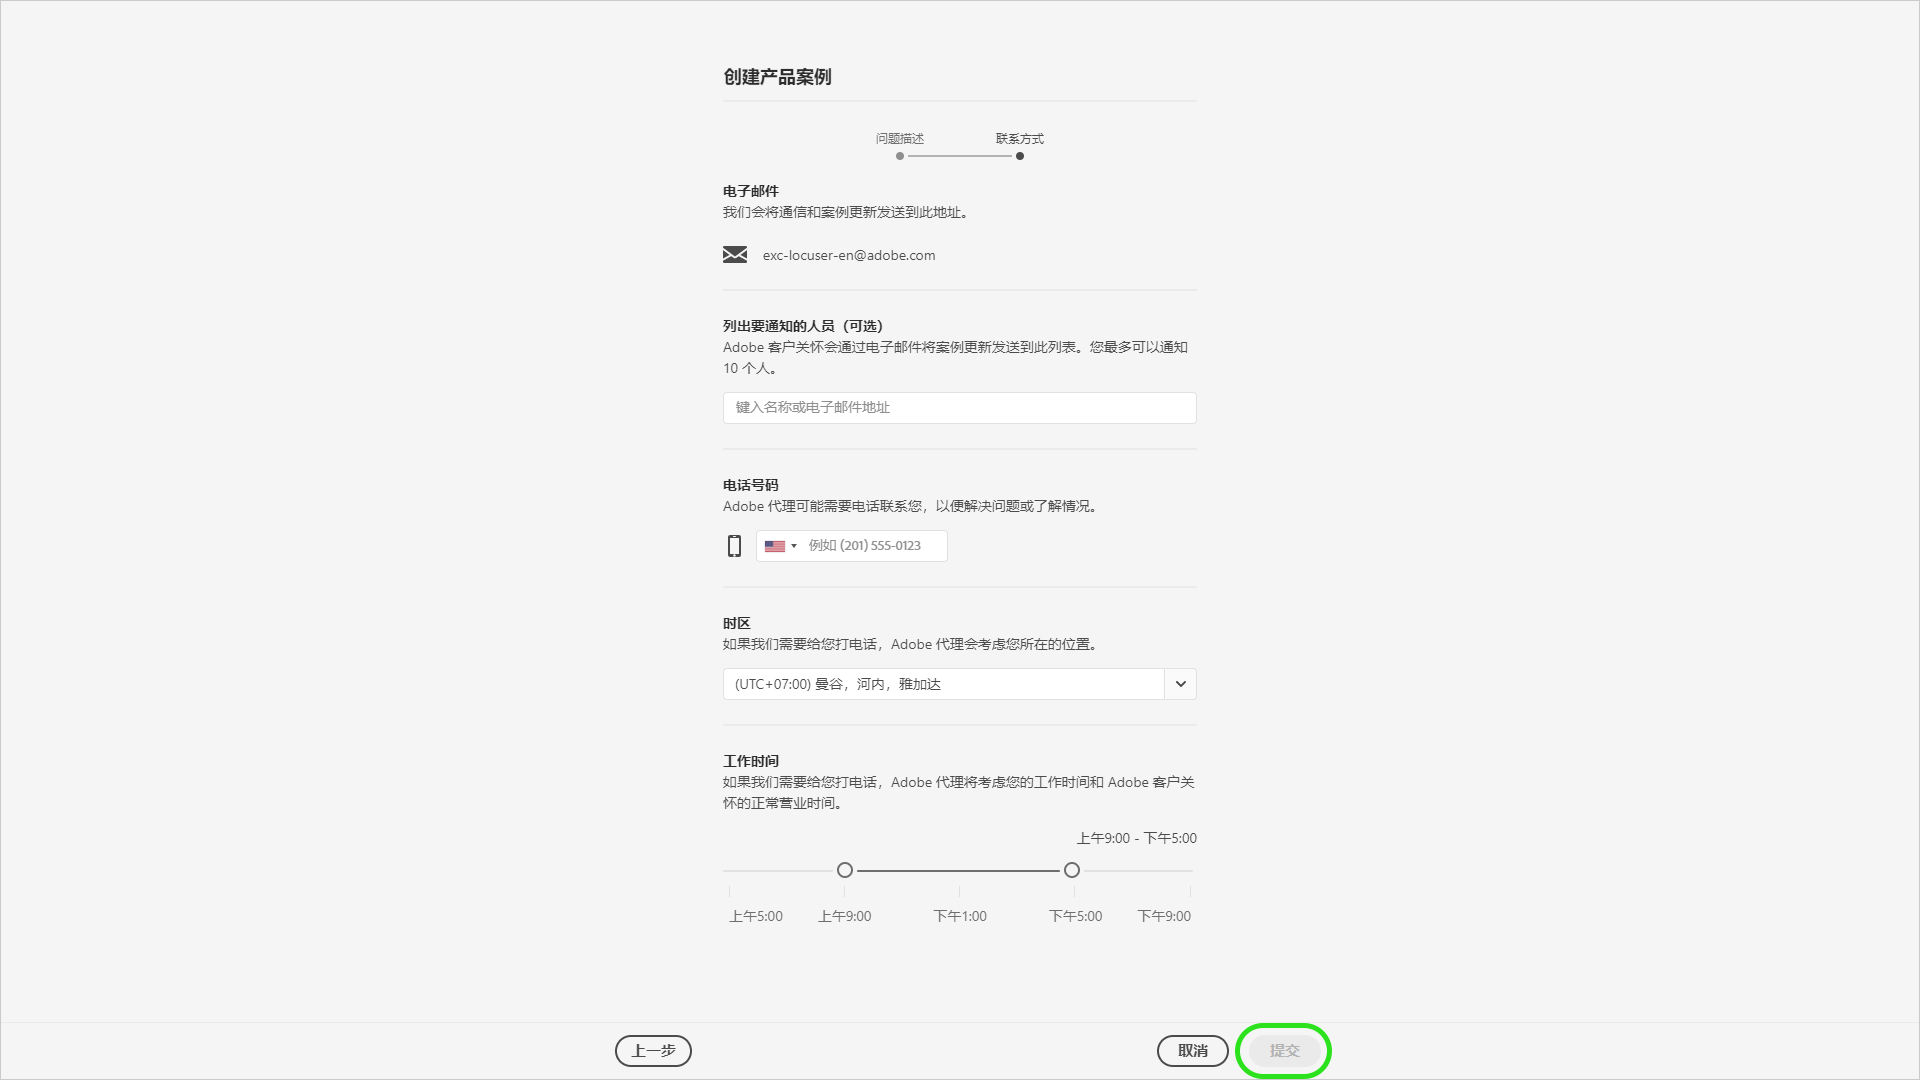 创建产品案例
问题描述
联系方式
电子邮件
我们会将通信和案例更新发送到此地址。
exc-locuser-en@adobe.com
列出要通知的人员（可选）
Adobe 客户关怀会通过电子邮件将案例更新发送到此列表。您最多可以通知
10 个人。
键入名称或电子邮件地址
电话号码
Adobe 代理可能需要电话联系您，以便解决问题或了解情况。
例如 (201) 555-0123
时区
如果我们需要给您打电话，Adobe 代理会考虑您所在的位置。
(UTC+07:00) 曼谷，河内，雅加达
工作时间
如果我们需要给您打电话，Adobe 代理将考虑您的工作时间和 Adobe 客户关
怀的正常营业时间。
上午9:00 - 下午5:00
上午5:00
上午9:00
下午1:00
下午5:00
下午9:00
上一步
取消
提交